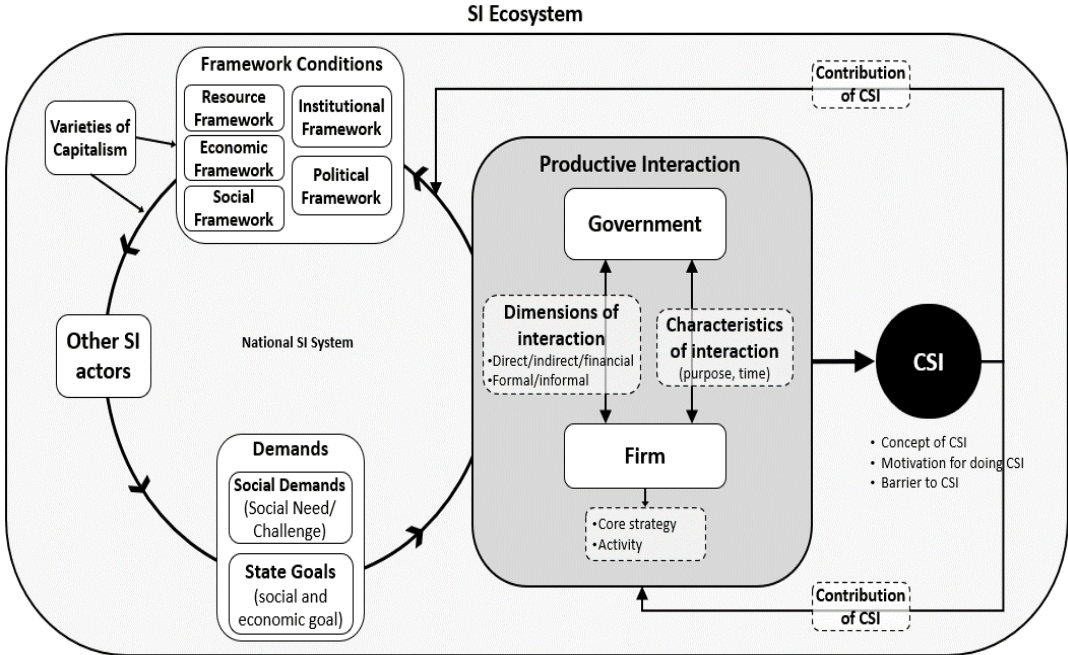 SI Ecosystem
Framework Conditions
Resource
Framework
Economic
Framework
Social
Framework
Institutional
Framework
Political
Framework
Varieties of
Capitalism
Other SI
actors
National SI System
Demands
Social Demands
(Social Need/
Challenge)
State Goals
(social and
economic goal)
Productive Interaction
Government
Dimensions of
interaction
•Direct/indirect/financial
•Formal/informal
Characteristics
of interaction
(purpose, time)
Firm
•Core strategy
•Activity
Contribution
of CSI
CSI
• Concept of CSI
• Motivation for doing CSI
• Barrier to CSI
Contribution
of CSI